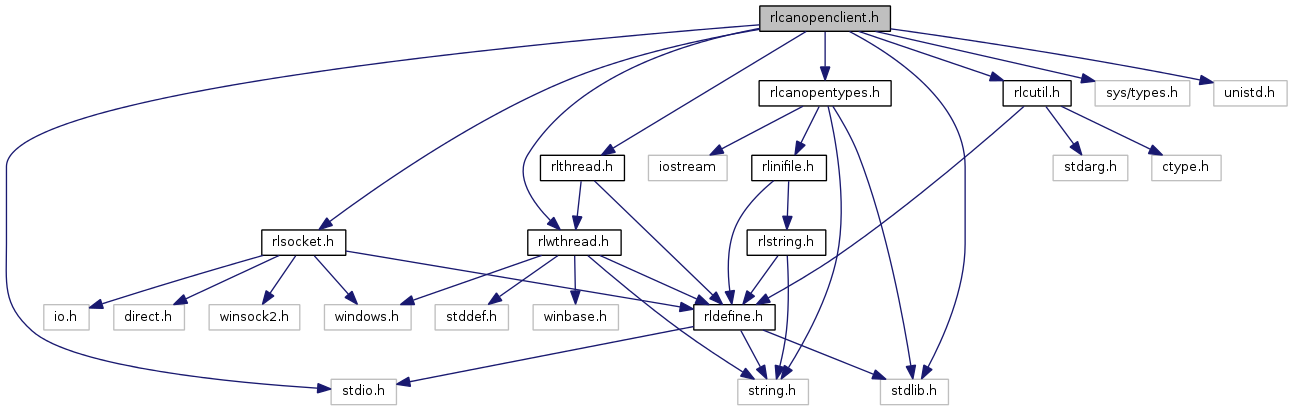 rlcanopenclient.h
rlcanopentypes.h
rlcutil.h
sys/types.h
unistd.h
rlthread.h
iostream
rlinifile.h
stdarg.h
ctype.h
rlsocket.h
rlwthread.h
rlstring.h
io.h
direct.h
winsock2.h
windows.h
stddef.h
winbase.h
rldefine.h
stdio.h
string.h
stdlib.h